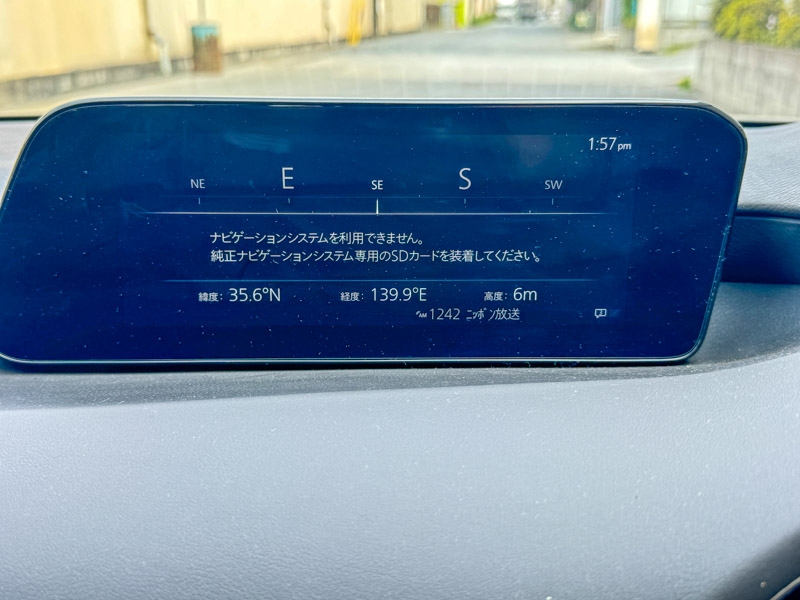 1:57pm
NE E SE S SW
ナビゲーションシステムを利用できません。
純正ナビゲーションシステム専用のSDカードを装着してください。
緯度: 35.6°N 経度: 139.9°E 高度: 6m
AM 1242 ニッポン放送
2